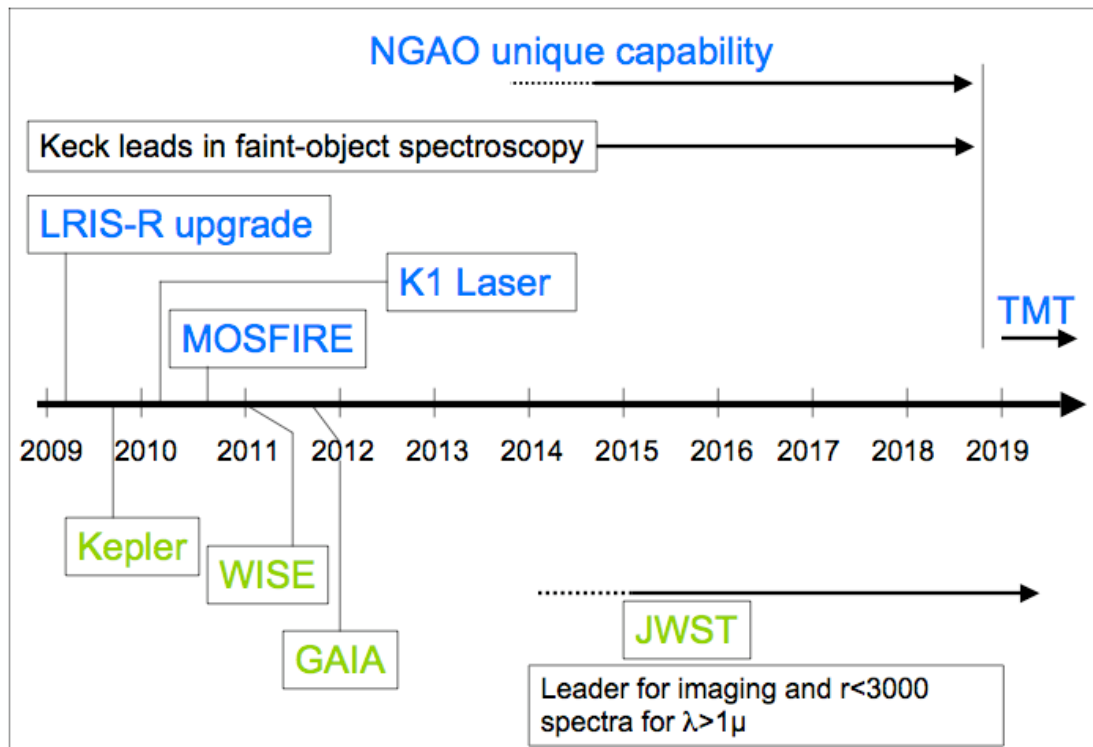 NGAO unique capability
Keck leads in faint-object spectroscopy
LRIS-R upgrade
K1 Laser
MOSFIRE
TMT
2009 2010 2011 2012 2013 2014 2015 2016 2017 2018 2019
Kepler
WISE
GAIA
JWST
Leader for imaging and r<3000
spectra for λ>1μ